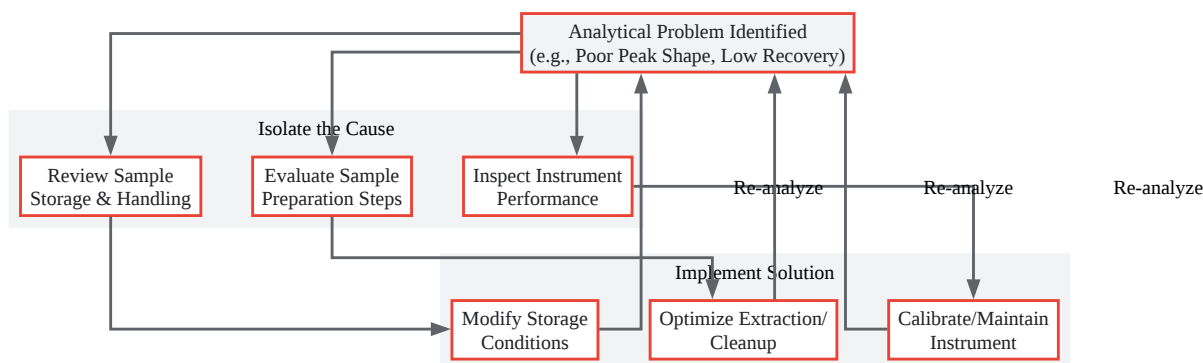 Analytical Problem Identified
(e.g., Poor Peak Shape, Low Recovery)
Isolate the Cause
Review Sample
Storage & Handling
Evaluate Sample
Preparation Steps
Inspect Instrument
Performance
Re-analyze
Re-analyze
Re-analyze
Implement Solution
Modify Storage
Conditions
Optimize Extraction/
Cleanup
Calibrate/Maintain
Instrument